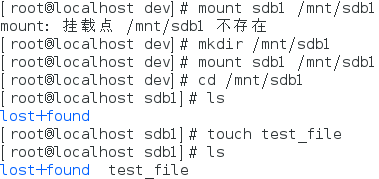 [root@localhost dev]# mount sdb1 /mnt/sdb1
mount: 挂载点 /mnt/sdb1 不存在
[root@localhost dev]# mkdir /mnt/sdb1
[root@localhost dev]# mount sdb1 /mnt/sdb1
[root@localhost dev]# cd /mnt/sdb1
[root@localhost sdb1]# ls
lost+found
[root@localhost sdb1]# touch test_file
[root@localhost sdb1]# ls
lost+found  test_file